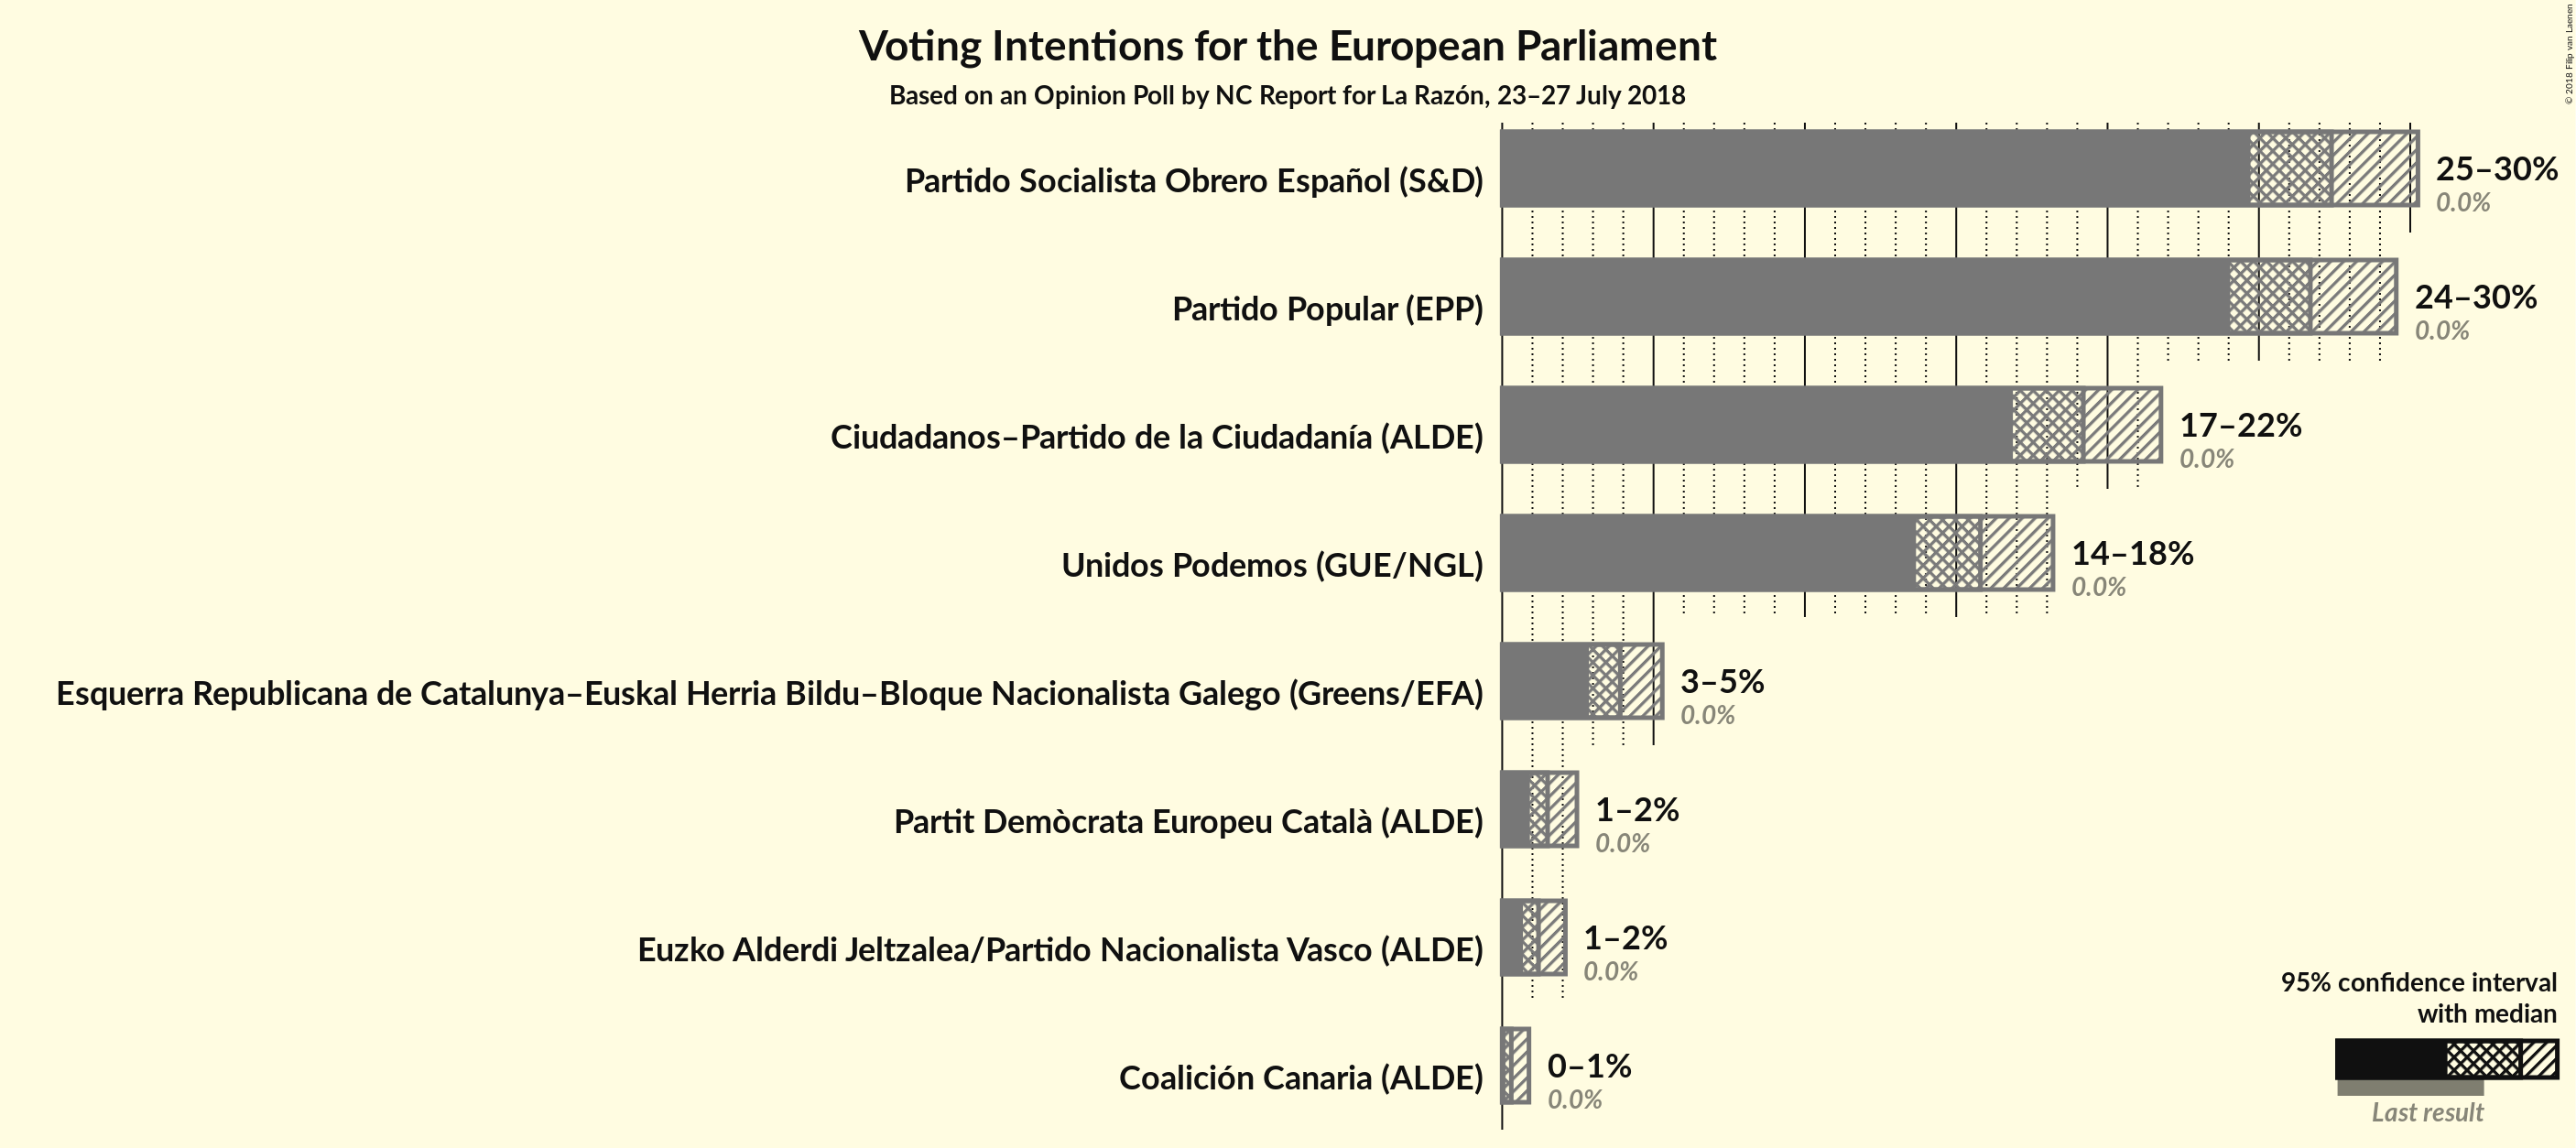 Voting Intentions for the European Parliament
Based on an Opinion Poll by NC Report for La Razón, 23–27 July 2018
© 2018 Filip van Laenen
Partido Socialista Obrero Español (S&D)
25–30%
0.0%
Partido Popular (EPP)
24–30%
0.0%
Ciudadanos–Partido de la Ciudadanía (ALDE)
17–22%
0.0%
Unidos Podemos (GUE/NGL)
14–18%
0.0%
Esquerra Republicana de Catalunya–Euskal Herria Bildu–Bloque Nacionalista Galego (Greens/EFA)
3–5%
0.0%
Partit Demòcrata Europeu Català (ALDE)
1–2%
0.0%
Euzko Alderdi Jeltzalea/Partido Nacionalista Vasco (ALDE)
1–2%
0.0%
Coalición Canaria (ALDE)
0–1%
0.0%
95% confidence interval
with median
Last result